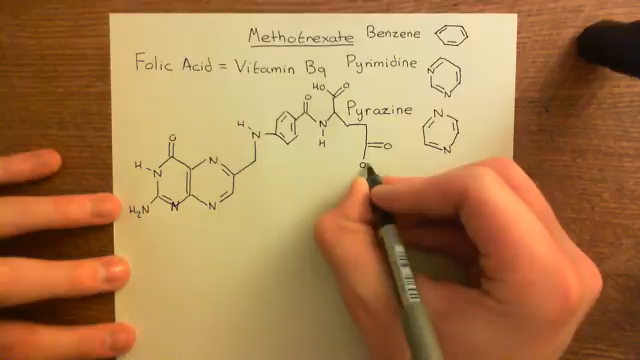 Methotrexate
Benzene
Folic Acid = Vitamin B9
Pyrimidine
N
N
Pyrazine
N
N
HO
O
O
O
N
H
H
N
O
O
H
N
N
H2N
N
N